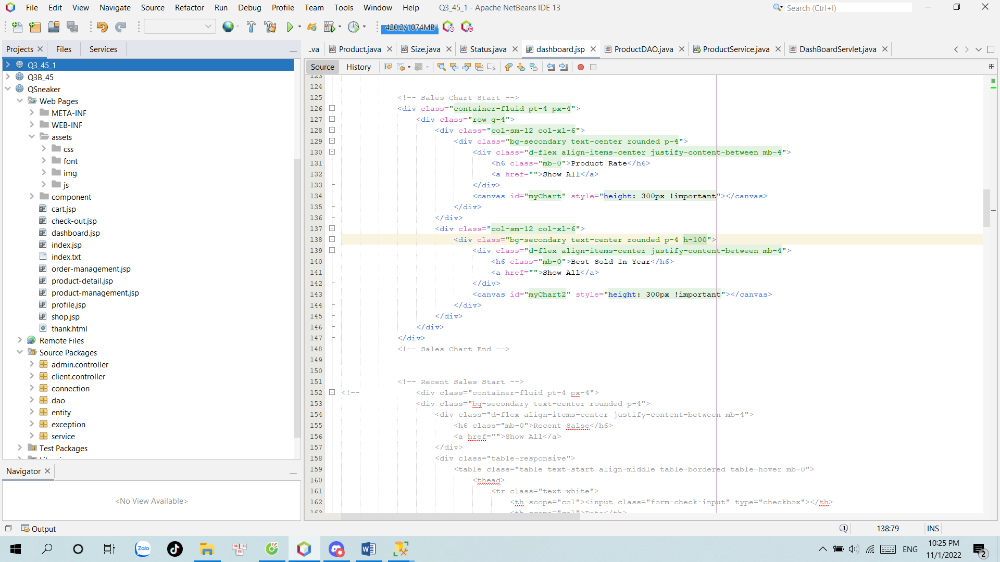 File Edit View Navigate Source Refactor Run Debug Profile Team Tools Window Help Q3_45_1 - Apache NetBeans IDE 13 Search (Ctrl+I)
420.2/1074MB
Projects Files Services
..va Product.java Size.java Status.java dashboard.jsp ProductDAO.java ProductService.java DashBoardServlet.java
Source History
Q3_45_1
Q3B_45
QSneaker
Web Pages
META-INF
WEB-INF
assets
css
font
img
js
component
cart.jsp
check-out.jsp
dashboard.jsp
index.jsp
index.txt
order-management.jsp
product-detail.jsp
product-management.jsp
profile.jsp
shop.jsp
thank.html
Remote Files
Source Packages
admin.controller
client.controller
connection
dao
entity
exception
service
Test Packages
Navigator
<No View Available>
123
124
125 <!-- Sales Chart Start -->
126 <div class="container-fluid pt-4 px-4">
127 <div class="row g-4">
128 <div class="col-sm-12 col-xl-6">
129 <div class="bg-secondary text-center rounded p-4">
130 <div class="d-flex align-items-center justify-content-between mb-4">
131 <h6 class="mb-0">Product Rate</h6>
132 <a href="">Show All</a>
133 </div>
134 <canvas id="myChart" style="height: 300px !important"></canvas>
135 </div>
136 </div>
137 <div class="col-sm-12 col-xl-6">
138 <div class="bg-secondary text-center rounded p-4 h-100">
139 <div class="d-flex align-items-center justify-content-between mb-4">
140 <h6 class="mb-0">Best Sold In Year</h6>
141 <a href="">Show All</a>
142 </div>
143 <canvas id="myChart2" style="height: 300px !important"></canvas>
144 </div>
145 </div>
146 </div>
147 </div>
148 <!-- Sales Chart End -->
149
150
151 <!-- Recent Sales Start -->
152 <!-- <div class="container-fluid pt-4 px-4">
153 <div class="bg-secondary text-center rounded p-4">
154 <div class="d-flex align-items-center justify-content-between mb-4">
155 <h6 class="mb-0">Recent Salse</h6>
156 <a href="">Show All</a>
157 </div>
158 <div class="table-responsive">
159 <table class="table text-start align-middle table-bordered table-hover mb-0">
160 <thead>
161 <tr class="text-white">
162 <th scope="col"><input class="form-check-input" type="checkbox"></th>
163 <th scope="col">Date</th>
Output 1 138:79 INS
Zalo ENG 10:25 PM
11/1/2022 2